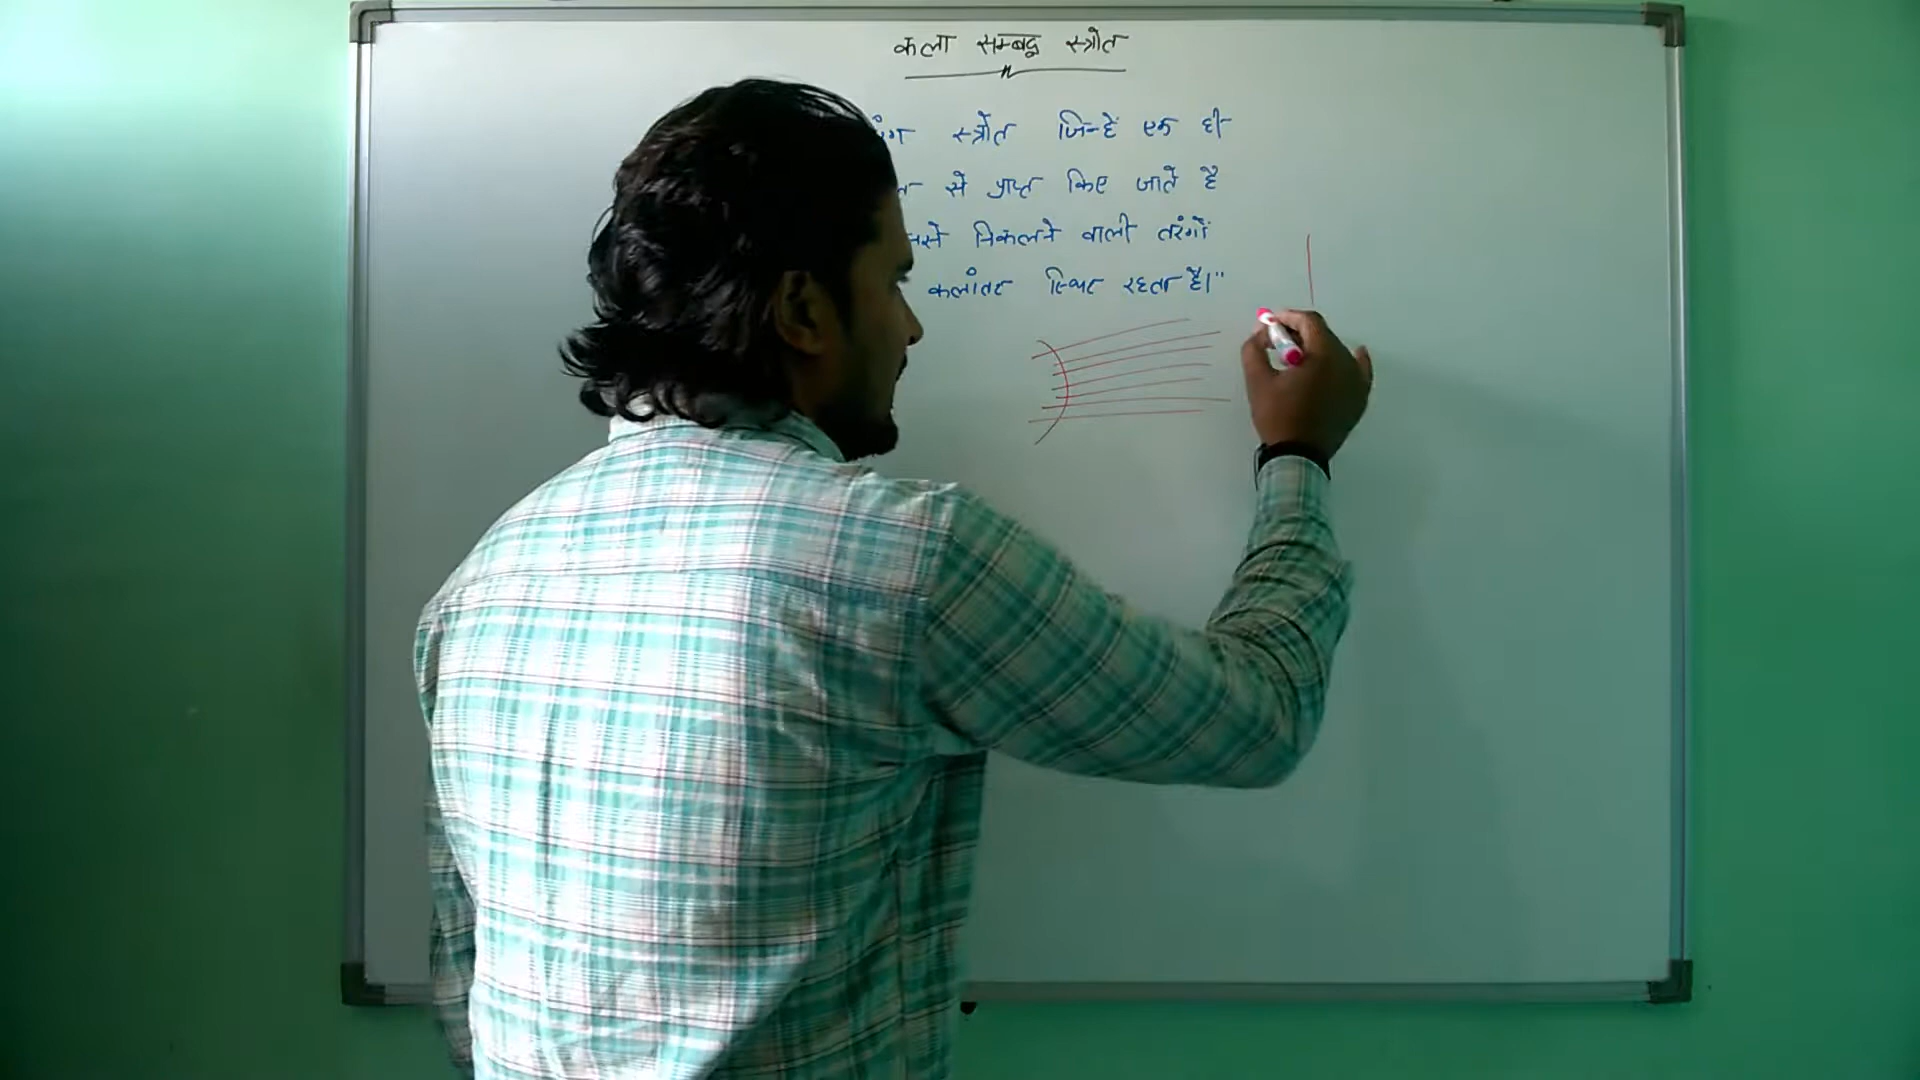 कला सम्बद्ध स्त्रोत
स्त्रोत जिन्हें एक ही
से प्राप्त किए जाते है
निकलने वाली तरंगों
कलांतर स्थिर रहता है।"